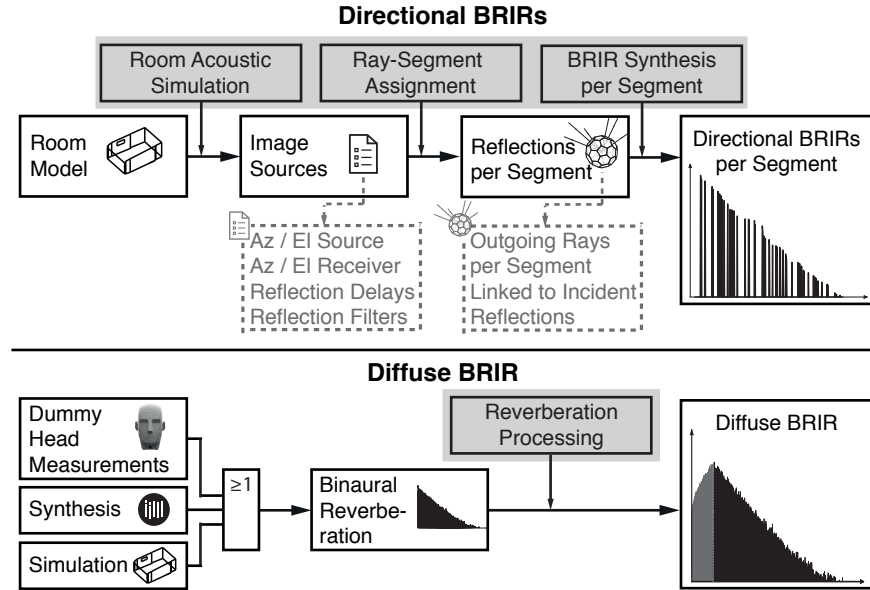 Directional BRIRs
Room Acoustic
Simulation
Ray-Segment
Assignment
BRIR Synthesis
per Segment
Room
Model
Image
Sources
Reflections
per Segment
Directional BRIRs
per Segment
Az / El Source
Az / El Receiver
Reflection Delays
Reflection Filters
Outgoing Rays
per Segment
Linked to Incident
Reflections
Diffuse BRIR
Dummy
Head
Measurements
Synthesis
Simulation
≥1
Binaural
Reverbe-
ration
Reverberation
Processing
Diffuse BRIR